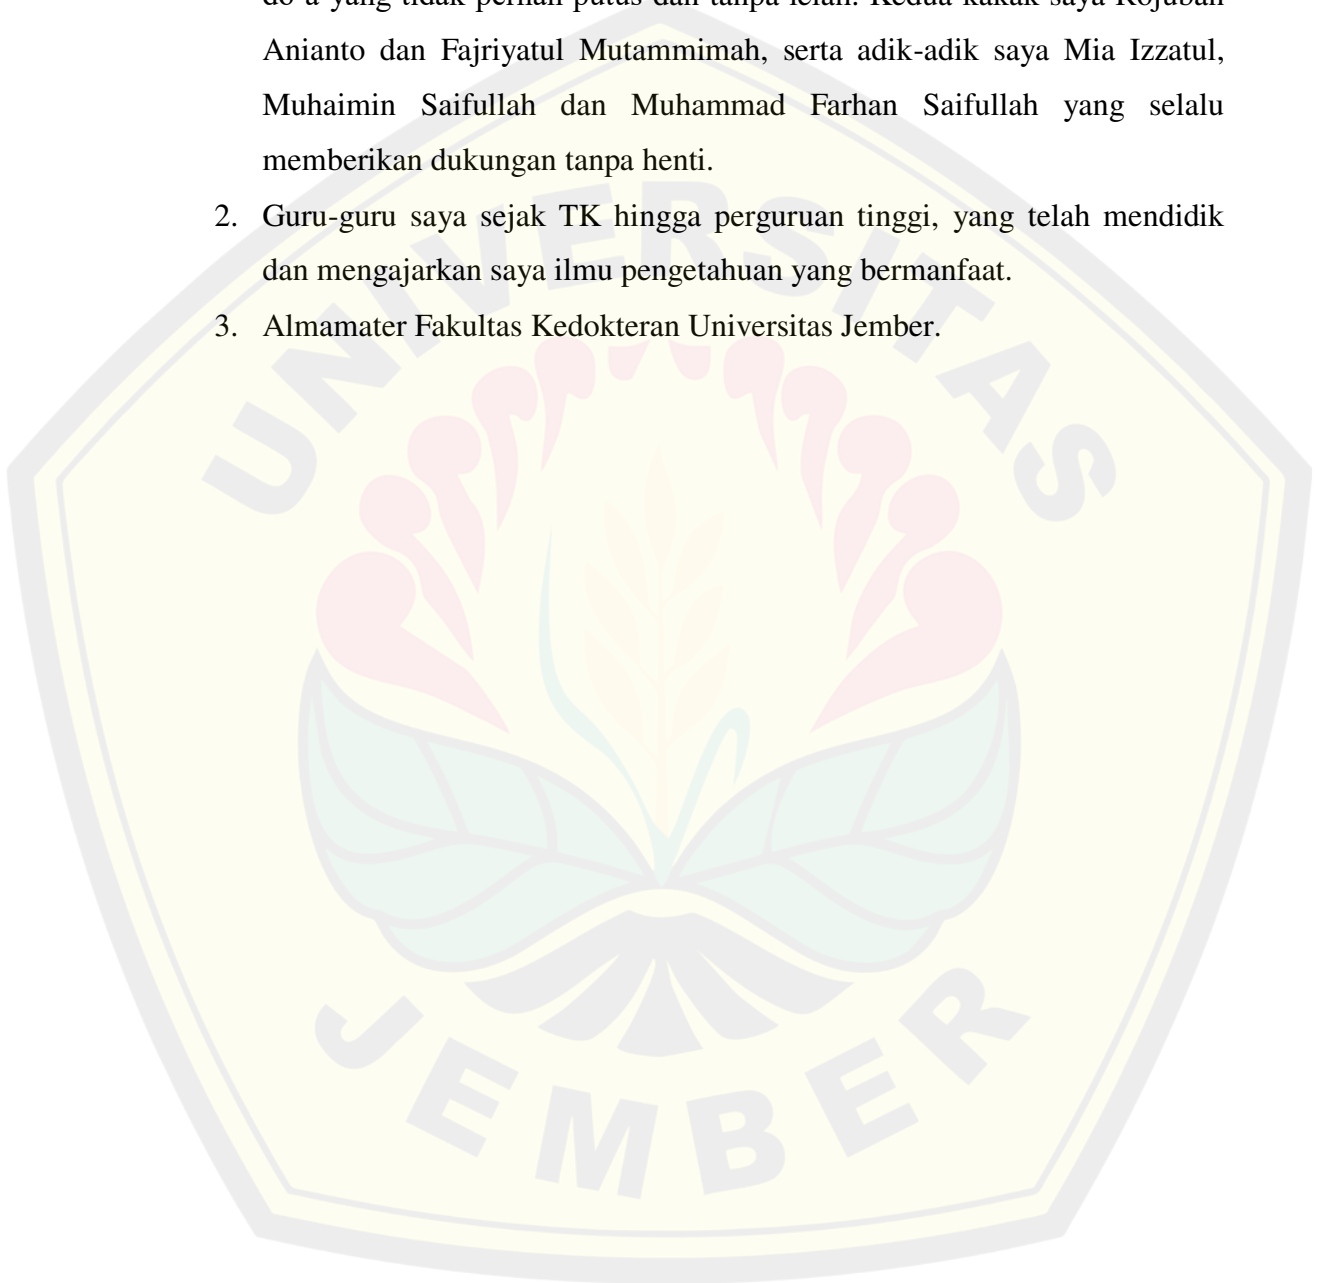 do'a yang tidak pernah putus dan tanpa lelah. Kedua kakak saya Rojuban
Anianto dan Fajriyatul Mutammimah, serta adik-adik saya Mia Izzatul,
Muhaimin Saifullah dan Muhammad Farhan Saifullah yang selalu
memberikan dukungan tanpa henti.
2. Guru-guru saya sejak TK hingga perguruan tinggi, yang telah mendidik
dan mengajarkan saya ilmu pengetahuan yang bermanfaat.
3. Almamater Fakultas Kedokteran Universitas Jember.
UNIVERSITAS
JEMBER